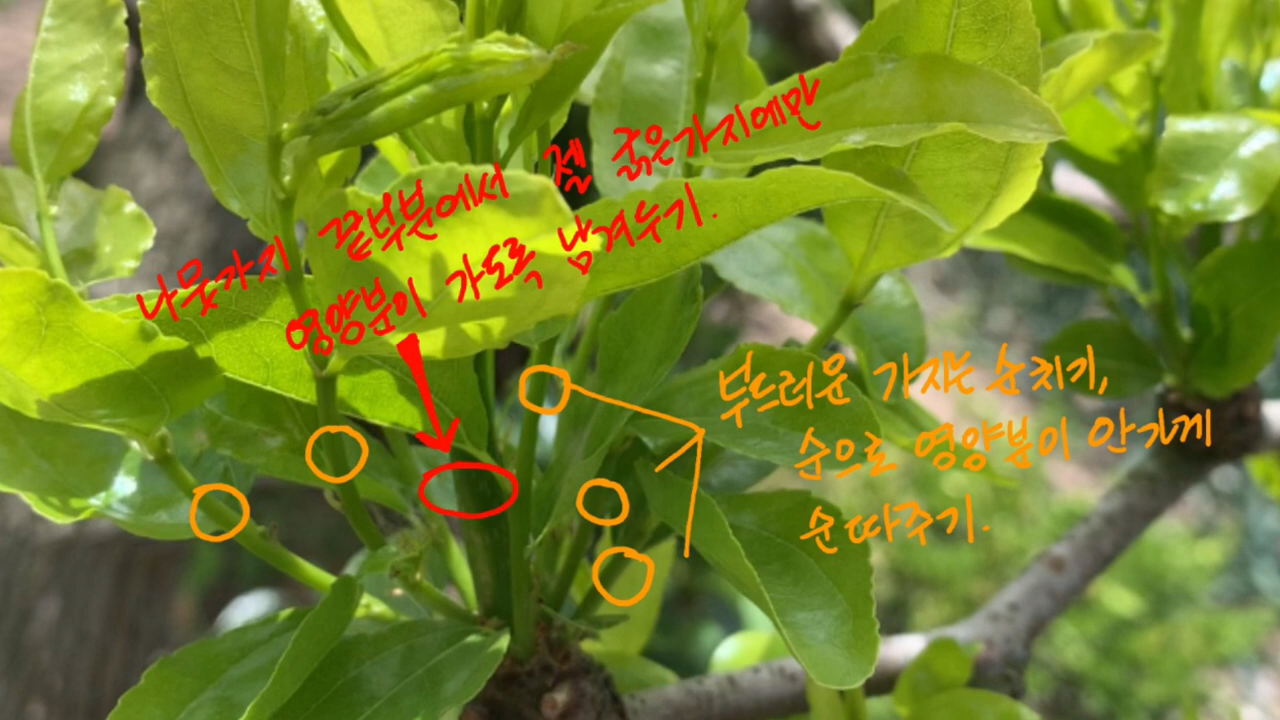 나뭇가지 끝부분에서 젤 굵은가지에만
영양분이 가도록 남겨두기.
부드러운 가지는 순치기,
순으로 영양분이 안가게
순따주기.